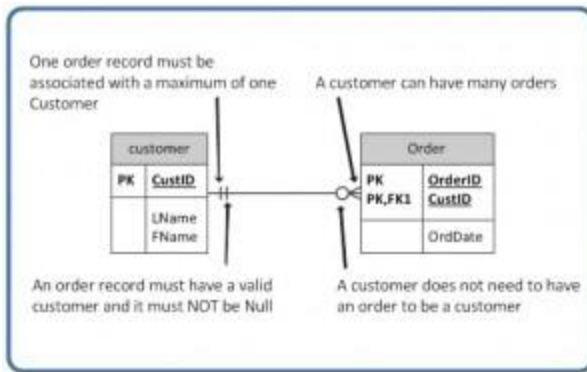 One order record must be
associated with a maximum of one
Customer
A customer can have many orders
customer
PK CustID
LName
FName
Order
PK OrderID
PK,FK1 CustID
OrdDate
An order record must have a valid
customer and it must NOT be Null
A customer does not need to have
an order to be a customer